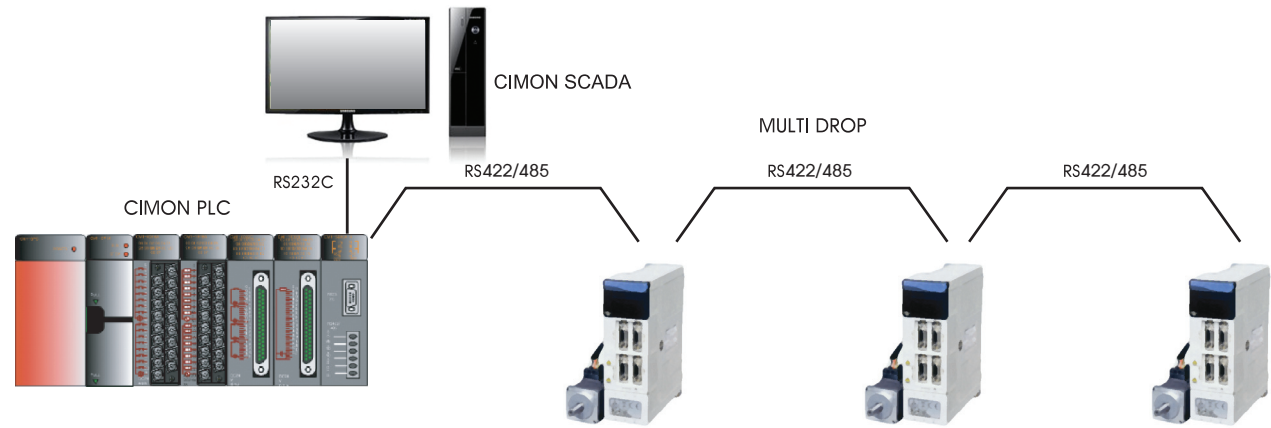 CIMON SCADA
MULTI DROP
RS232C
RS422/485
RS422/485
RS422/485
CIMON PLC